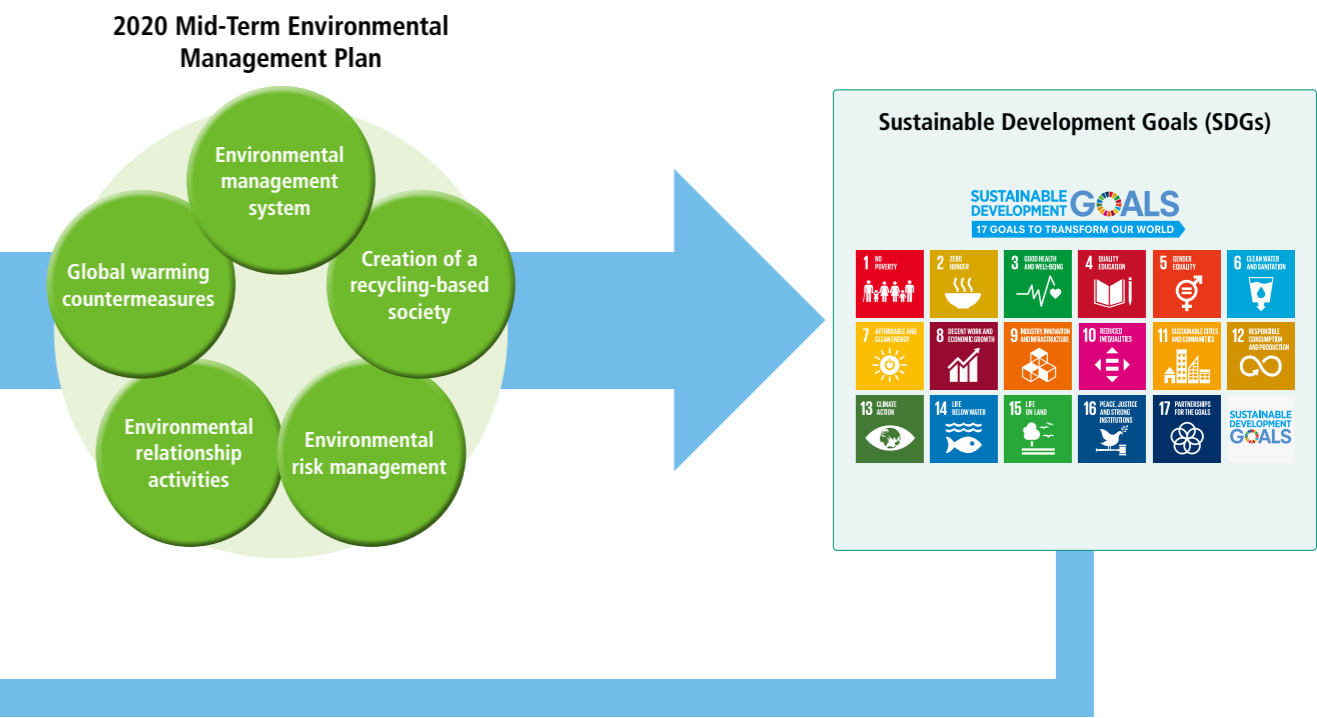 2020 Mid-Term Environmental
Management Plan
Environmental
management
system
Global warming
countermeasures
Creation of a
recycling-based
society
Environmental
relationship
activities
Environmental
risk management
Sustainable Development Goals (SDGs)
SUSTAINABLE
DEVELOPMENT GOALS
17 GOALS TO TRANSFORM OUR WORLD
1 NO
POVERTY
2 ZERO
HUNGER
3 GOOD HEALTH
AND WELL-BEING
4 QUALITY
EDUCATION
5 GENDER
EQUALITY
6 CLEAN WATER
AND SANITATION
7 AFFORDABLE AND
CLEAN ENERGY
8 DECENT WORK AND
ECONOMIC GROWTH
9 INDUSTRY, INNOVATION
AND INFRASTRUCTURE
10 REDUCED
INEQUALITIES
11 SUSTAINABLE CITIES
AND COMMUNITIES
12 RESPONSIBLE
CONSUMPTION
AND PRODUCTION
13 CLIMATE
ACTION
14 LIFE
BELOW WATER
15 LIFE
ON LAND
16 PEACE, JUSTICE
AND STRONG
INSTITUTIONS
17 PARTNERSHIPS
FOR THE GOALS
SUSTAINABLE
DEVELOPMENT
GOALS